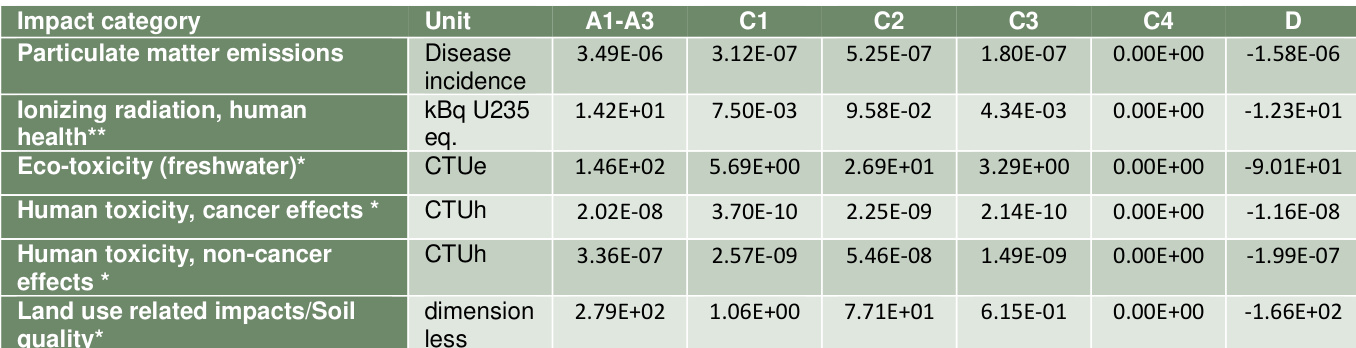 Impact category Unit A1-A3 C1 C2 C3 C4 D
Particulate matter emissions Disease incidence 3.49E-06 3.12E-07 5.25E-07 1.80E-07 0.00E+00 -1.58E-06
Ionizing radiation, human health** kBq U235 eq. 1.42E+01 7.50E-03 9.58E-02 4.34E-03 0.00E+00 -1.23E+01
Eco-toxicity (freshwater)* CTUe 1.46E+02 5.69E+00 2.69E+01 3.29E+00 0.00E+00 -9.01E+01
Human toxicity, cancer effects * CTUh 2.02E-08 3.70E-10 2.25E-09 2.14E-10 0.00E+00 -1.16E-08
Human toxicity, non-cancer effects * CTUh 3.36E-07 2.57E-09 5.46E-08 1.49E-09 0.00E+00 -1.99E-07
Land use related impacts/Soil quality* dimension less 2.79E+02 1.06E+00 7.71E+01 6.15E-01 0.00E+00 -1.66E+02